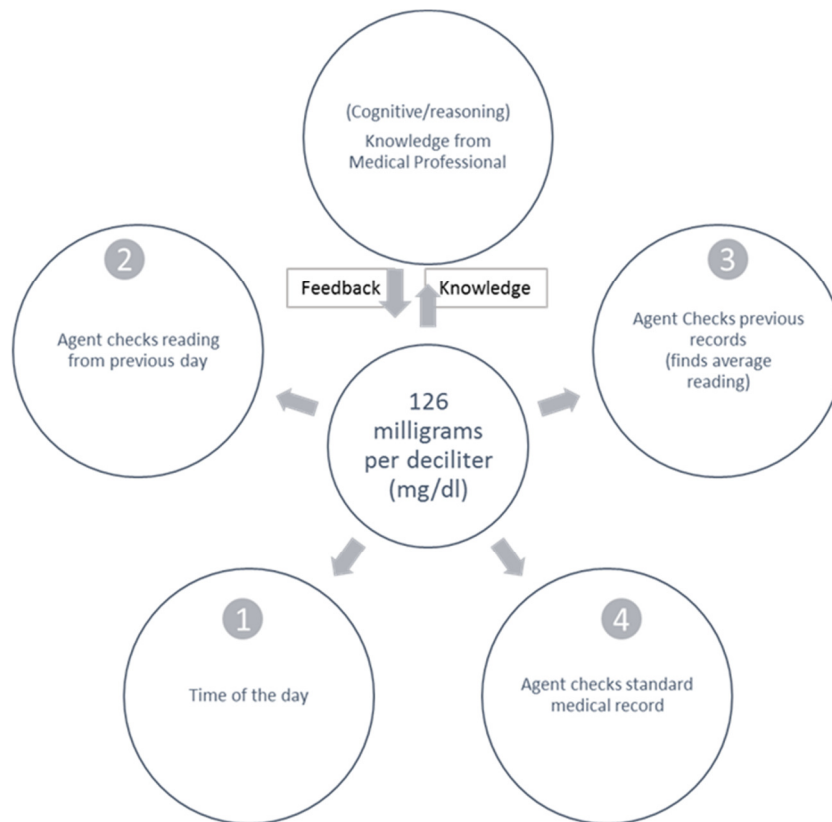 (Cognitive/reasoning)
Knowledge from
Medical Professional
2
Agent checks reading
from previous day
Feedback
Knowledge
3
Agent Checks previous
records
(finds average
reading)
126
milligrams
per deciliter
(mg/dl)
1
Time of the day
4
Agent checks standard
medical record